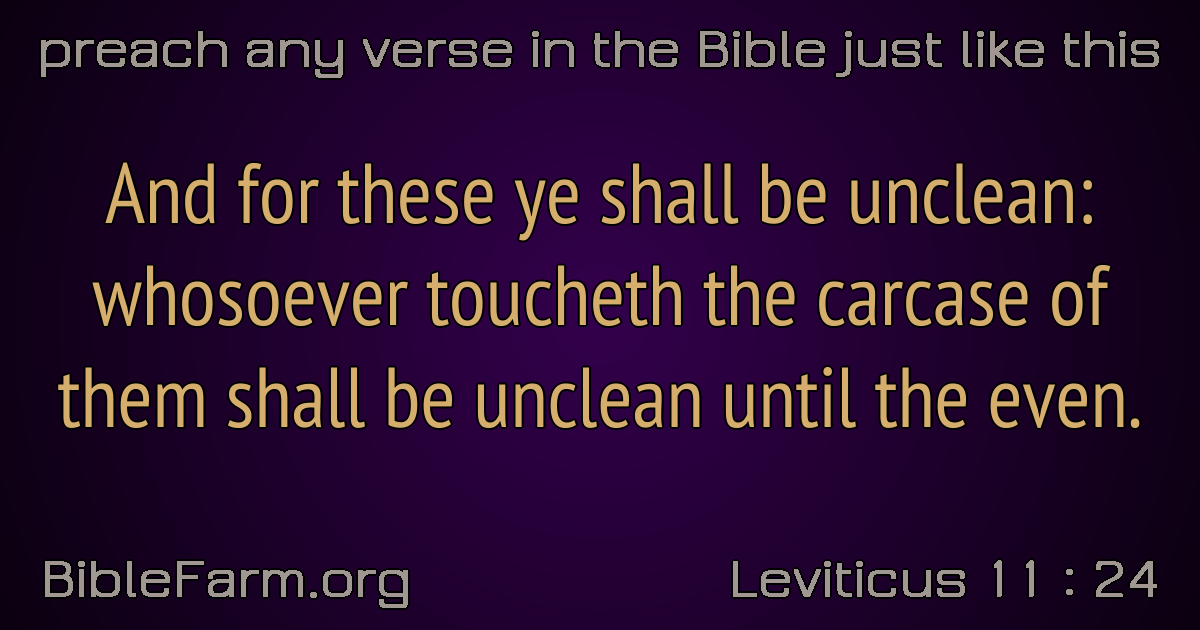 preach any verse in the Bible just like this
And for these ye shall be unclean:
whosoever toucheth the carcase of
them shall be unclean until the even.
BibleFarm.org
Leviticus 11 : 24